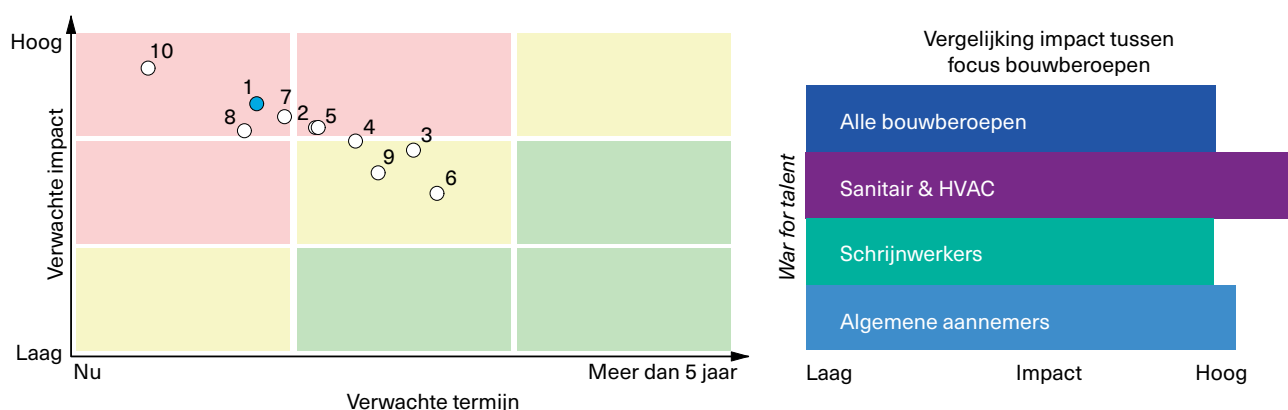 Hoog
Verwachte impact
Laag
10
1
7
8
2
5
4
3
9
6
Nu
Meer dan 5 jaar
Verwachte termijn
Vergelijking impact tussen
focus bouwberoepen
War for talent
Alle bouwberoepen
Sanitair & HVAC
Schrijnwerkers
Algemene aannemers
Laag
Impact
Hoog